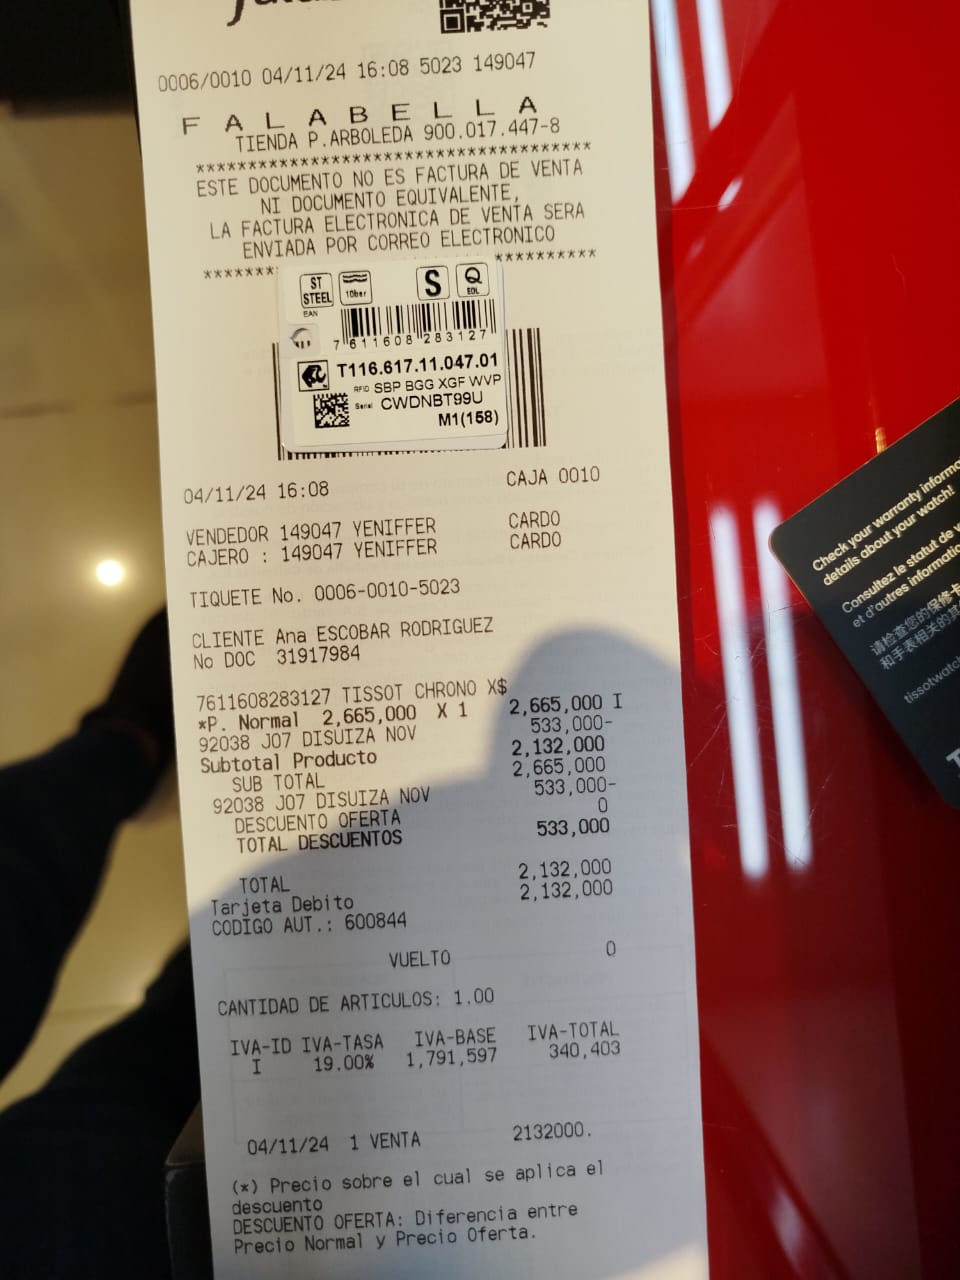 0006/0010 04/11/24 16:08 5023 149047
F A L A B E L L A
TIENDA P.ARBOLEDA 900.017.447-8
*************************************
ESTE DOCUMENTO NO ES FACTURA DE VENTA
NI DOCUMENTO EQUIVALENTE,
LA FACTURA ELECTRONICA DE VENTA SERA
ENVIADA POR CORREO ELECTRONICO
ST STEEL
10bar
S
Q
EOL
EAN
7 611608 283127
T116.617.11.047.01
RFID SBP BGG XGF WVP
Serial CWDNBT99U
M1(158)
04/11/24 16:08 CAJA 0010
VENDEDOR 149047 YENIFFER CARDO
CAJERO : 149047 YENIFFER CARDO
TIQUETE No. 0006-0010-5023
CLIENTE Ana ESCOBAR RODRIGUEZ
No DOC 31917984
7611608283127 TISSOT CHRONO X$
*P. Normal 2,665,000 X 1 2,665,000 I
92038 J07 DISUIZA NOV 533,000-
Subtotal Producto 2,132,000
SUB TOTAL 2,665,000
92038 J07 DISUIZA NOV 533,000-
DESCUENTO OFERTA 0
TOTAL DESCUENTOS 533,000
TOTAL 2,132,000
Tarjeta Debito 2,132,000
CODIGO AUT.: 600844
VUELTO 0
CANTIDAD DE ARTICULOS: 1.00
IVA-ID IVA-TASA IVA-BASE IVA-TOTAL
I 19.00% 1,791,597 340,403
04/11/24 1 VENTA 2132000.
(*) Precio sobre el cual se aplica el
descuento
DESCUENTO OFERTA: Diferencia entre
Precio Normal y Precio Oferta.
Check your warranty
details about your watch!
Consultez le statut de
et d'autres
请检查您的保修卡
和手表相关的其